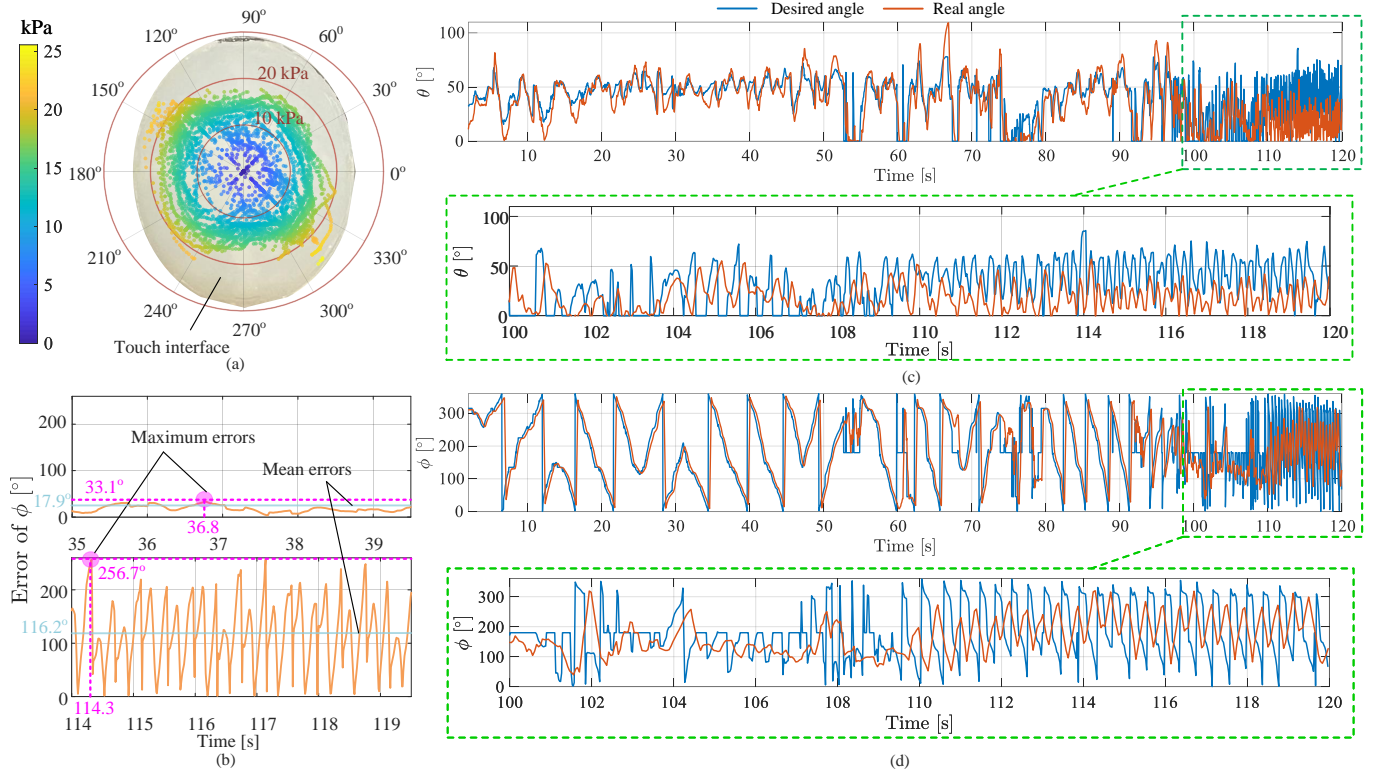 kPa
25
20
15
10
5
0
90°
120°
60°
20 kPa
150°
30°
10 kPa
180°
0°
210°
330°
240°
300°
270°
Touch interface
(a)
Desired angle
Real angle
θ [°]
100
50
0
10 20 30 40 50 60 70 80 90 100 110 120
Time [s]
θ [°]
100
50
0
100 102 104 106 108 110 112 114 116 118 120
Time [s]
(c)
Error of ϕ [°]
200
100
0
Maximum errors
Mean errors
33.1°
17.9°
36.8
35 36 37 38 39
200
100
0
256.7°
116.2°
114.3
114 115 116 117 118 119
Time [s]
(b)
ϕ [°]
300
200
100
0
10 20 30 40 50 60 70 80 90 100 110 120
Time [s]
ϕ [°]
300
200
100
0
100 102 104 106 108 110 112 114 116 118 120
Time [s]
(d)